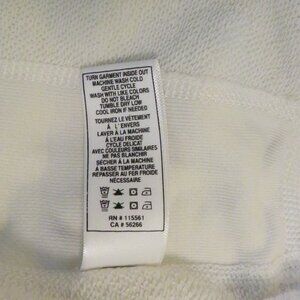 TURN GARMENT INSIDE OUT
MACHINE WASH COLD
GENTLE CYCLE
WASH WITH LIKE COLORS
DO NOT BLEACH
TUMBLE DRY LOW
COOL IRON IF NEEDED
TOURNEZ LE VÊTEMENT
À L'ENVERS
LAVER À LA MACHINE
À L'EAU FROIDE
CYCLE DÉLICAT
AVEC COULEURS SIMILAIRES
NE PAS BLANCHIR
SÉCHER À LA MACHINE
À BASSE TEMPÉRATURE
REPASSER AU FER FROIDE
NÉCESSAIRE
RN # 115561
CA # 56266